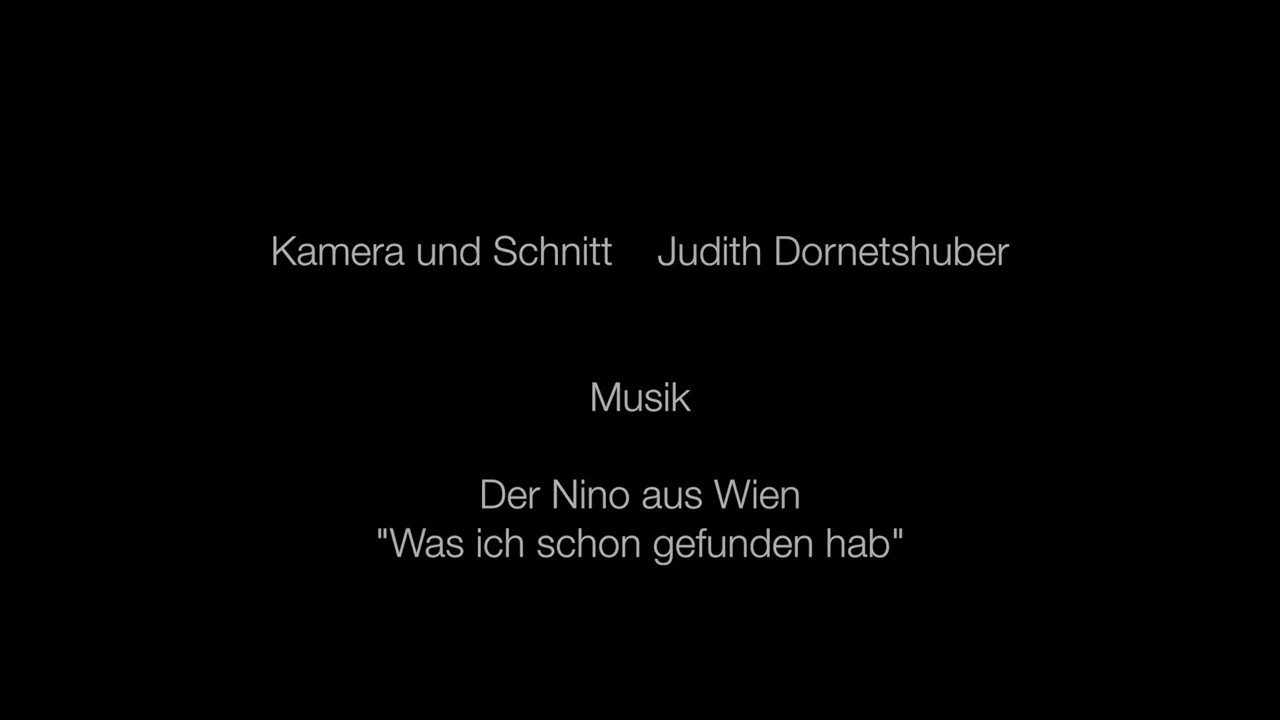 Kamera und Schnitt Judith Dornetshuber
Musik
Der Nino aus Wien
"Was ich schon gefunden hab"